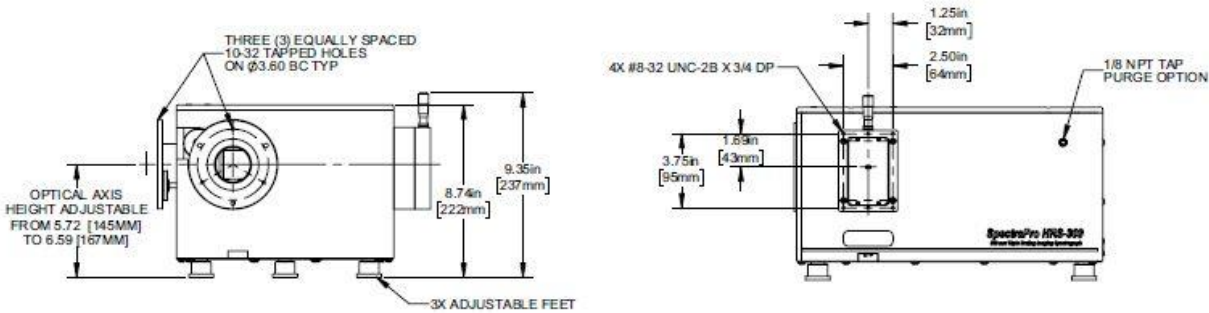 THREE (3) EQUALLY SPACED
10-32 TAPPED HOLES
ON Ø3.60 BC TYP
OPTICAL AXIS
HEIGHT ADJUSTABLE
FROM 5.72 [145MM]
TO 6.59 [167MM]
8.74in
[222mm]
9.35in
[237mm]
3X ADJUSTABLE FEET
1.25in
[32mm]
2.50in
[64mm]
4X #8-32 UNC-2B X 3/4 DP
1/8 NPT TAP
PURGE OPTION
1.69in
[43mm]
3.75in
[95mm]
SpectraPro HRS-300
Imaging Spectrograph